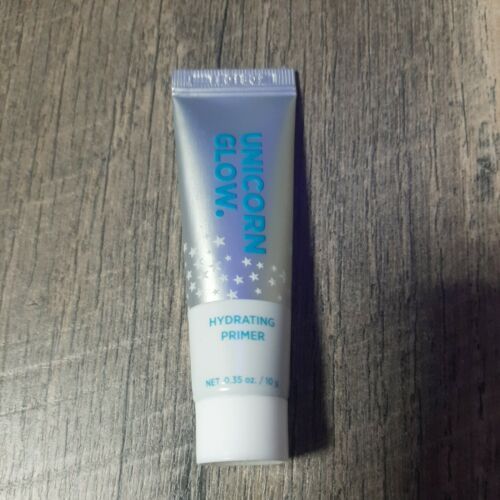 UNICORN
GLOW.
HYDRATING
PRIMER
NET 0.35 oz. / 10 g